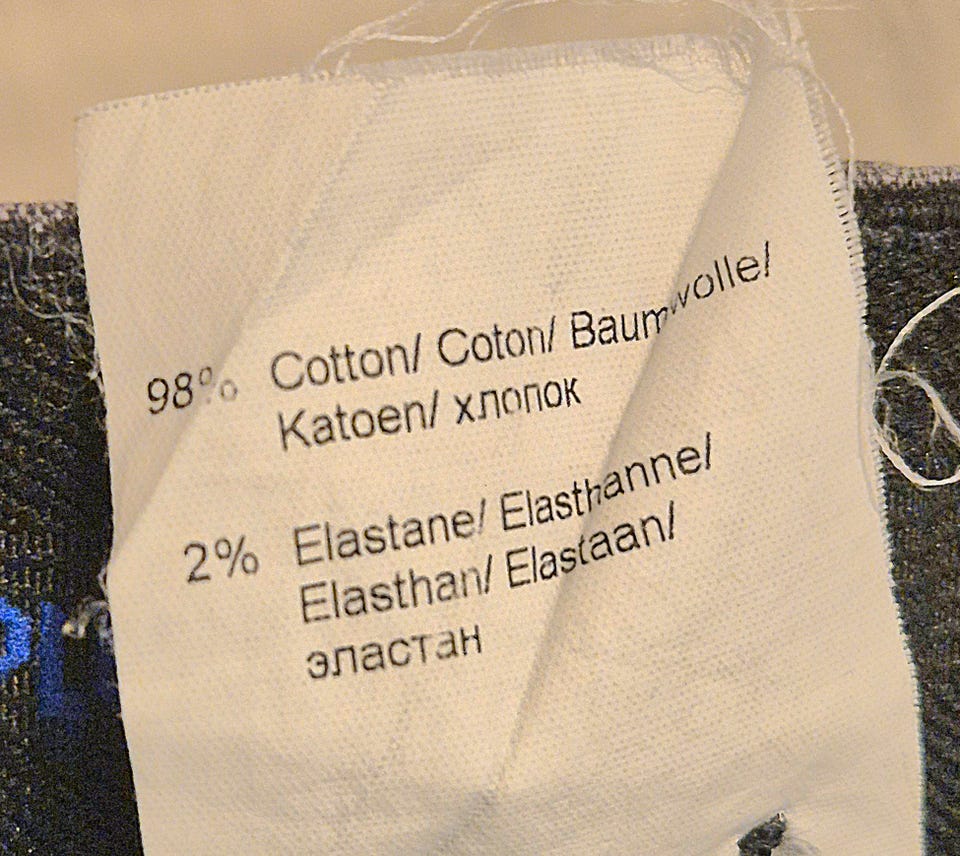 98% Cotton/ Coton/ Baumwolle/
Katoen/ хлопок
2% Elastane/ Elasthanne/
Elasthan/ Elastaan/
эластан